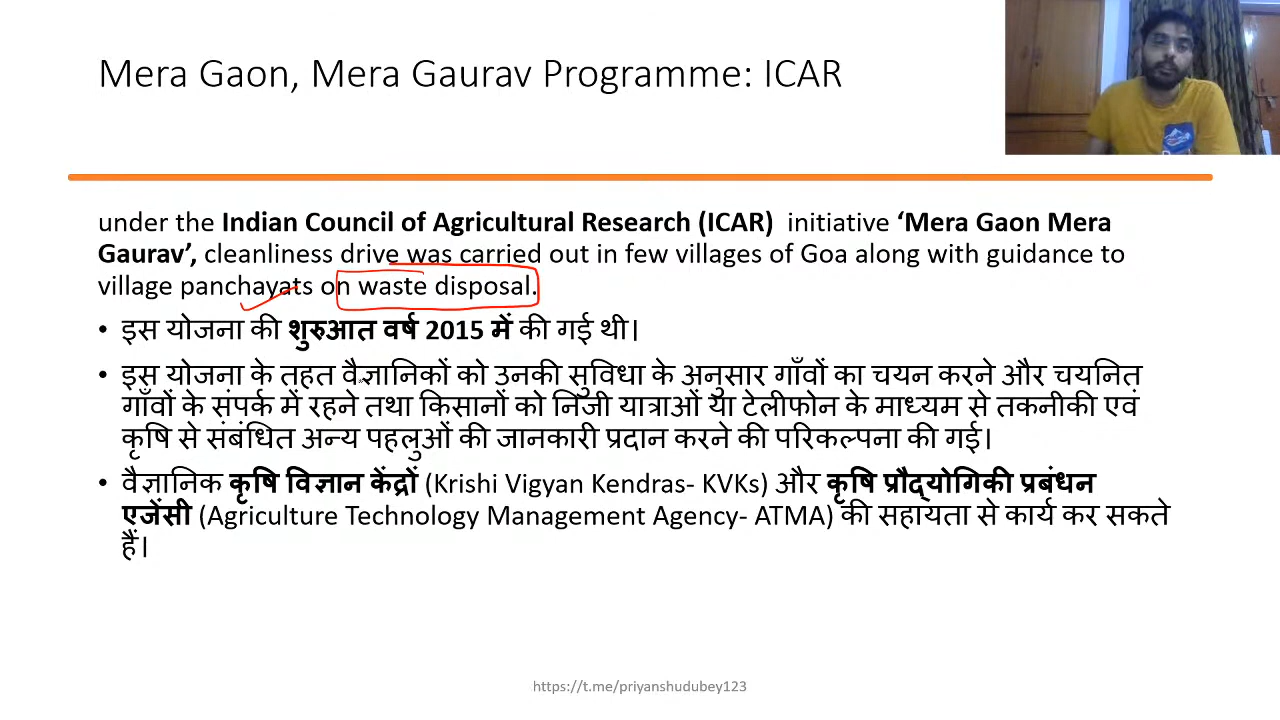 Mera Gaon, Mera Gaurav Programme: ICAR
under the Indian Council of Agricultural Research (ICAR) initiative ‘Mera Gaon Mera
Gaurav’, cleanliness drive was carried out in few villages of Goa along with guidance to
village panchayats on waste disposal.
• इस योजना की शुरुआत वर्ष 2015 में की गई थी।
• इस योजना के तहत वैज्ञानिकों को उनकी सुविधा के अनुसार गाँवों का चयन करने और चयनित
गाँवों के संपर्क में रहने तथा किसानों को निजी यात्राओं या टेलीफोन के माध्यम से तकनीकी एवं
कृषि से संबंधित अन्य पहलुओं की जानकारी प्रदान करने की परिकल्पना की गई।
• वैज्ञानिक कृषि विज्ञान केंद्रों (Krishi Vigyan Kendras- KVKs) और कृषि प्रौद्योगिकी प्रबंधन
एजेंसी (Agriculture Technology Management Agency- ATMA) की सहायता से कार्य कर सकते
हैं।
https://t.me/priyanshudubey123